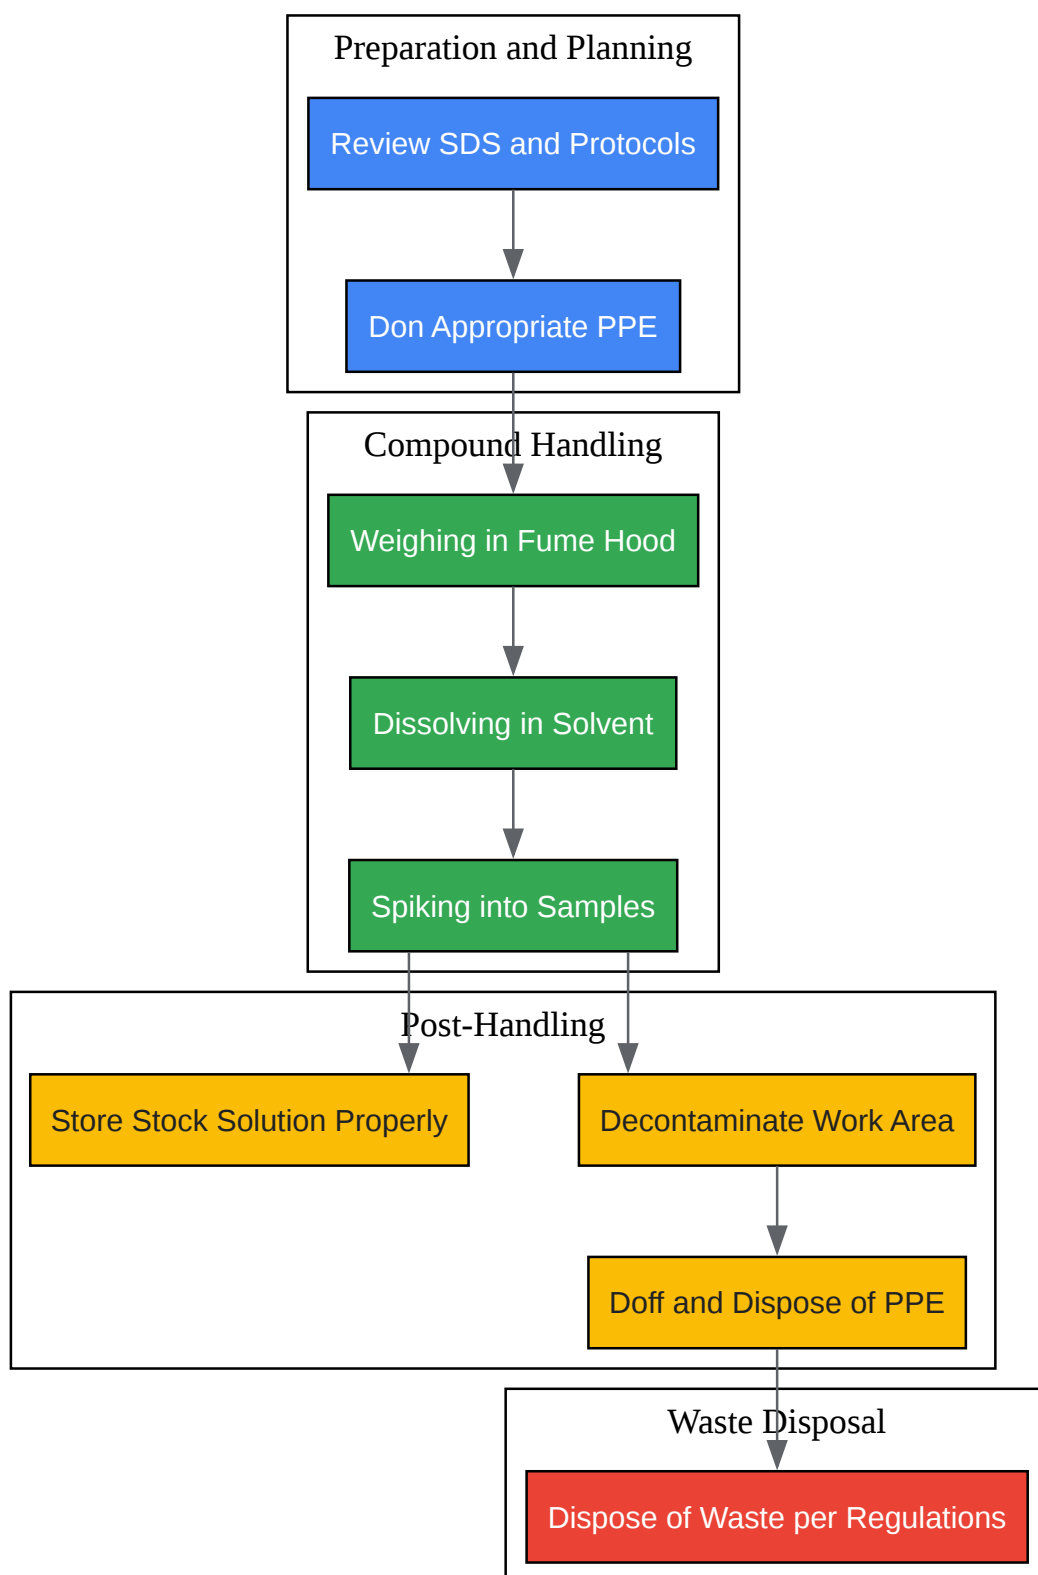 Preparation and Planning
Review SDS and Protocols
Don Appropriate PPE
Compound Handling
Weighing in Fume Hood
Dissolving in Solvent
Spiking into Samples
Post-Handling
Store Stock Solution Properly
Decontaminate Work Area
Doff and Dispose of PPE
Waste Disposal
Dispose of Waste per Regulations